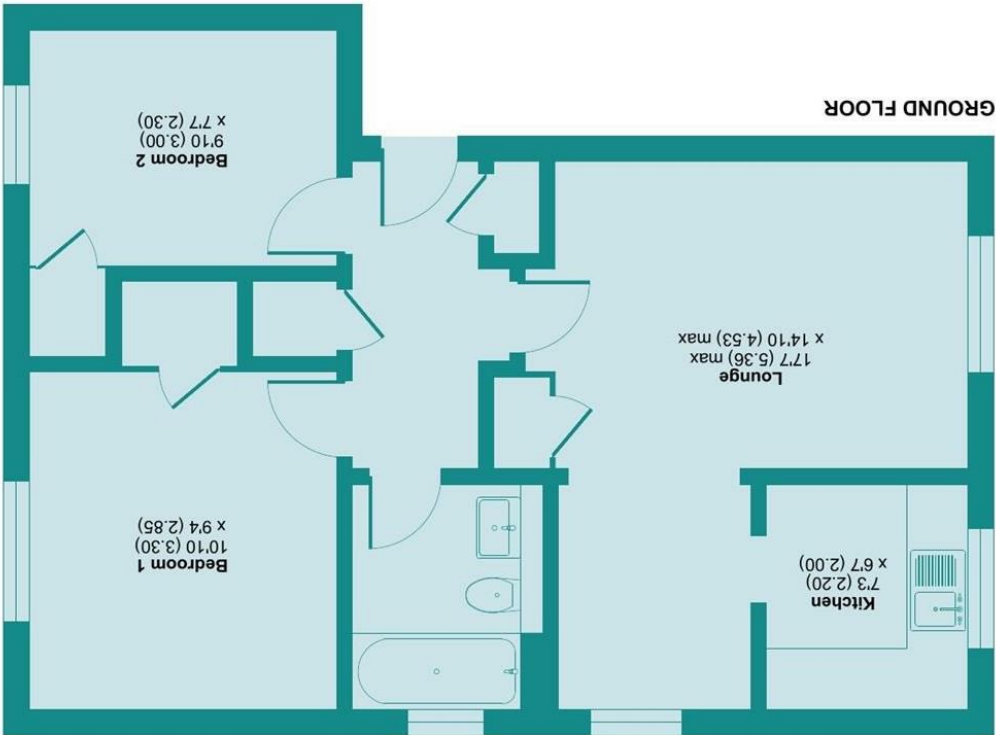 Kitchen
7'3 (2.20)
x 6'7 (2.00)
Bedroom 1
10'10 (3.30)
x 9'4 (2.85)
Lounge
17'7 (5.36) max
x 14'10 (4.53) max
Bedroom 2
9'10 (3.00)
x 7'7 (2.30)
GROUND FLOOR